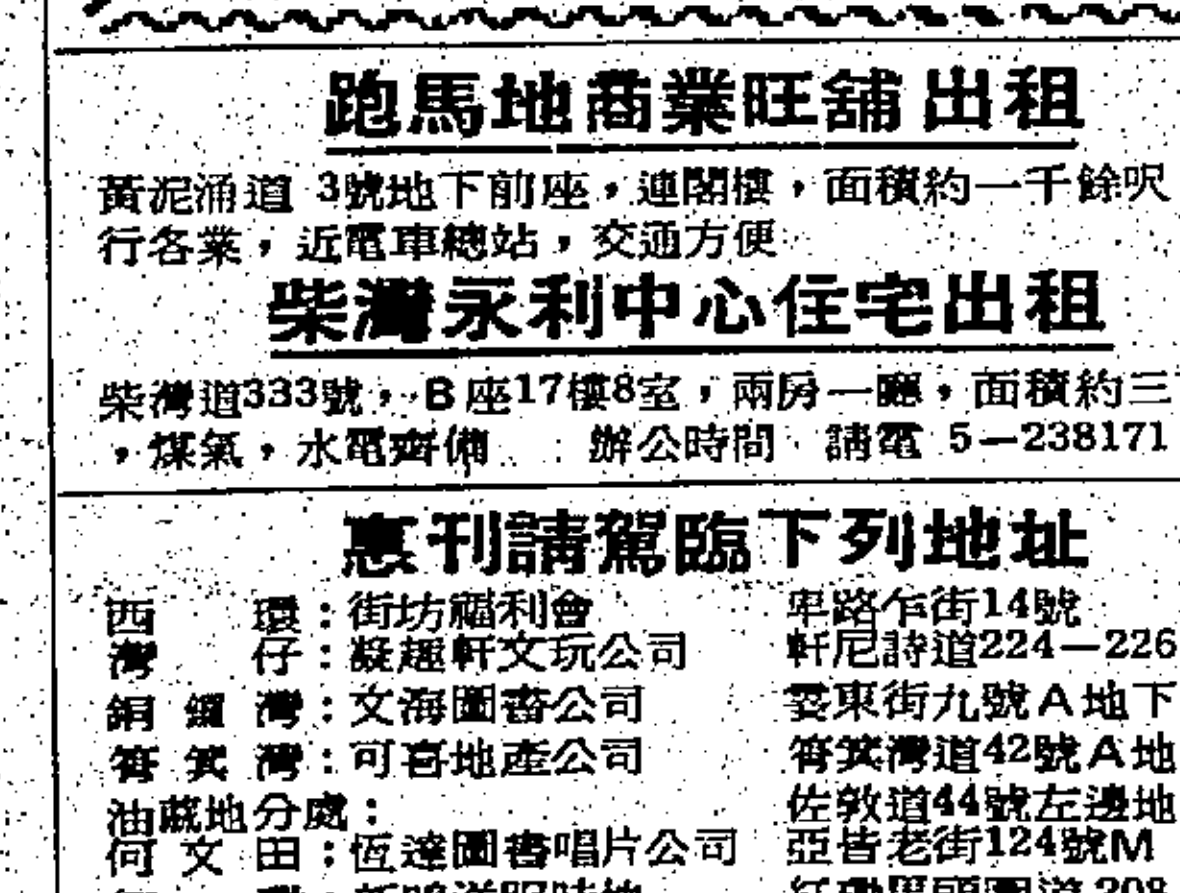 跑馬地商業旺舖出租
黃泥涌道 3號地下前座，連閣樓，面積約一千餘呎
行各業，近電車總站，交通方便
柴灣永利中心住宅出租
柴灣道333號，B座17樓8室，兩房一廳，面積約三
，煤氣，水電齊備 辦公時間 請電 5—238171
惠刊請駕臨下列地址
西環：街坊福利會 卑路乍街14號
灣仔：凝趣軒文玩公司 軒尼詩道224—226
銅鑼灣：文海圖書公司 雲東街九號A地下
筲箕灣：可喜地產公司 筲箕灣道42號A地
油蔴地分處： 佐敦道44號左邊地
何文田：恆達圖書唱片公司 亞皆老街124號M